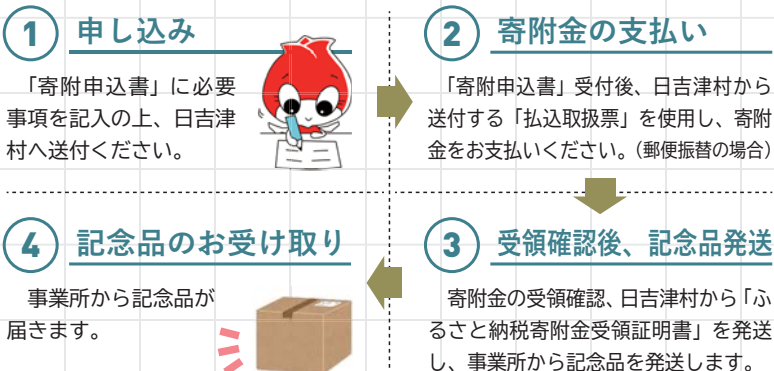 1 申し込み
「寄附申込書」に必要
事項を記入の上、日吉津
村へ送付ください。
2 寄附金の支払い
「寄附申込書」受付後、日吉津村から
送付する「払込取扱票」を使用し、寄附
金をお支払いください。（郵便振替の場合）
3 受領確認後、記念品発送
寄附金の受領確認、日吉津村から「ふ
るさと納税寄附金受領証明書」を発送
し、事業所から記念品を発送します。
4 記念品のお受け取り
事業所から記念品が
届きます。